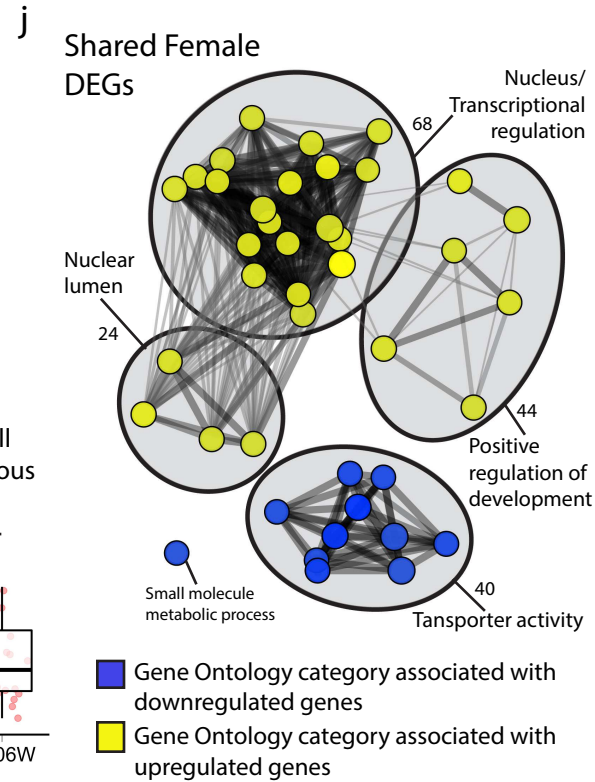 j
Shared Female
DEGs
Nucleus/
Transcriptional
regulation
68
Nuclear
lumen
24
44
Positive
regulation of
development
ll
ous
Small molecule
metabolic process
40
Tansporter activity
Gene Ontology category associated with
downregulated genes
Gene Ontology category associated with
upregulated genes
06W